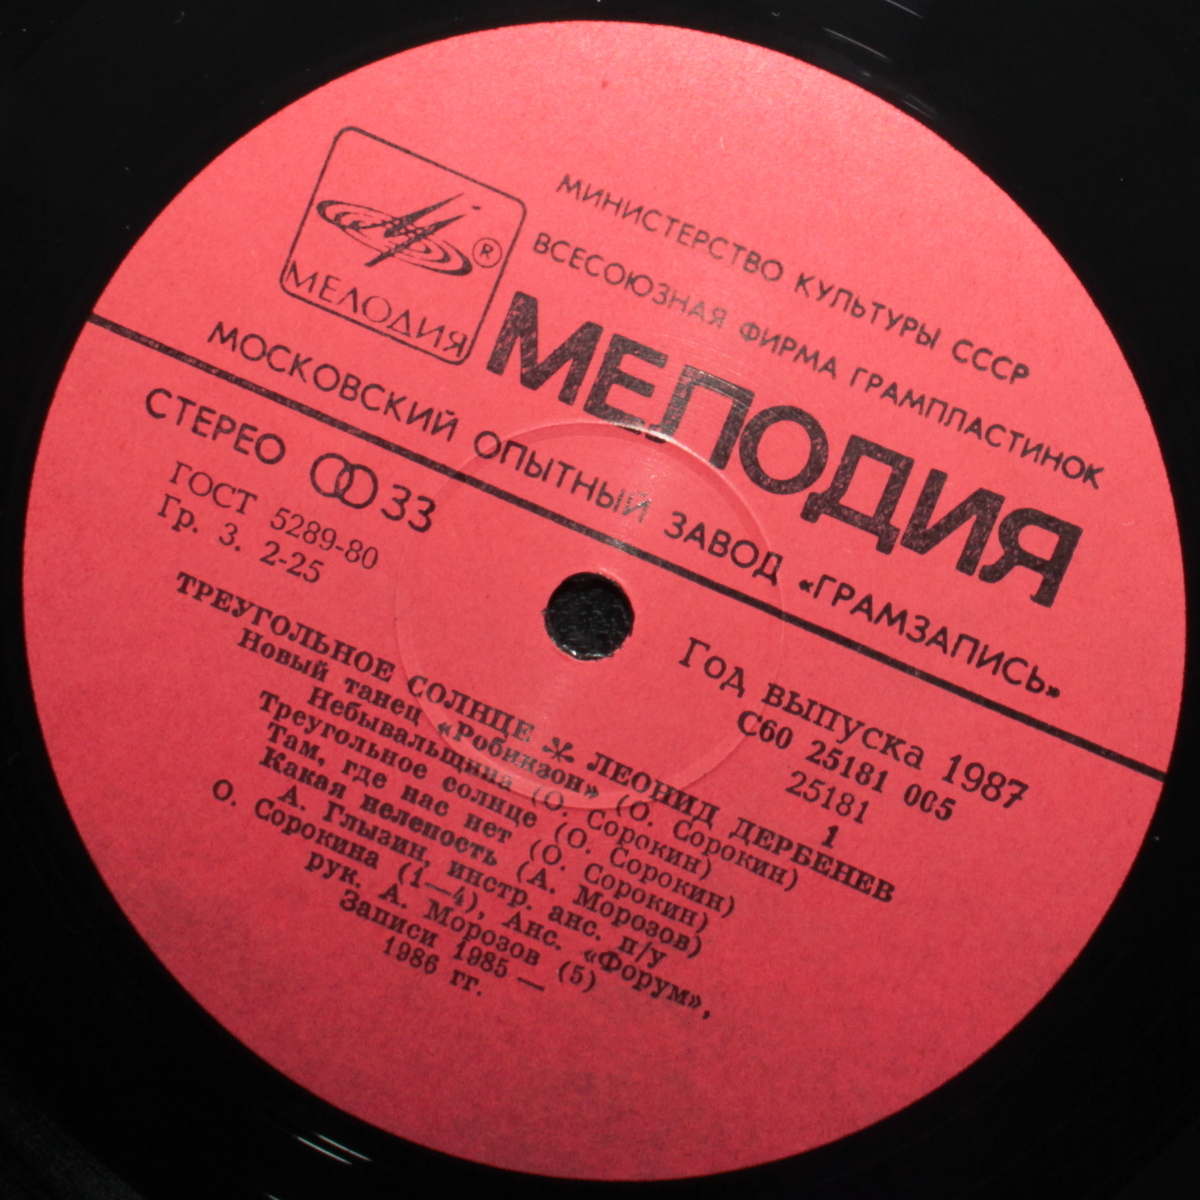 МИНИСТЕРСТВО КУЛЬТУРЫ СССР
ВСЕСОЮЗНАЯ ФИРМА ГРАМПЛАСТИНОК
МЕЛОДИЯ ®
МЕЛОДИЯ
МОСКОВСКИЙ ОПЫТНЫЙ ЗАВОД «ГРАМЗАПИСЬ»
СТЕРЕО 33
ГОСТ 5289-80
Гр. 3. 2-25
Год выпуска 1987
С60 25181 005
25181
1
ТРЕУГОЛЬНОЕ СОЛНЦЕ * ЛЕОНИД ДЕРБЕНЕВ
Новый танец «Робинзон» (О. Сорокин)
Небывальщина (О. Сорокин)
Треугольное солнце (О. Сорокин)
Там, где нас нет (О. Сорокин)
Какая нелепость (А. Морозов)
А. Глызин, инстр. анс. п/у
О. Сорокина (1—4), Анс. «Форум»,
рук. А. Морозов (5)
Записи 1985—
1986 гг.